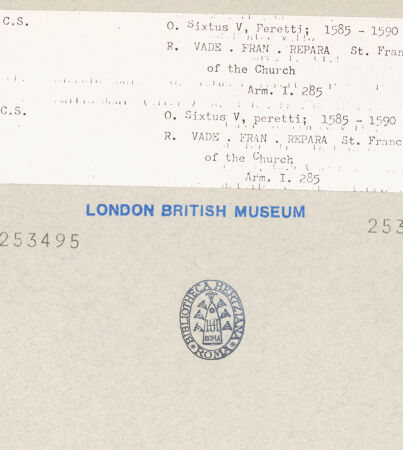 C.S. O. Sixtus V, Peretti; 1585 - 1590
R. VADE . FRAN . REPARA St. Fran
of the Church
Arm. I. 285
C.S. O. Sixtus V, peretti; 1585 - 1590
R. VADE . FRAN . REPARA St. Franc
of the Church
Arm. I. 285
LONDON BRITISH MUSEUM
253495 253
BIBLIOTHECA HERTZIANA
ROMA
ROMA